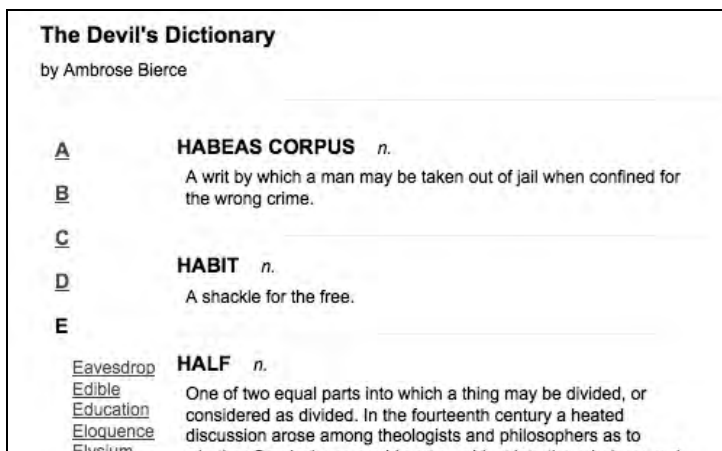 The Devil's Dictionary
by Ambrose Bierce
A
B
C
D
E
Eavesdrop
Edible
Education
Eloquence
HABEAS CORPUS n.
A writ by which a man may be taken out of jail when confined for
the wrong crime.
HABIT n.
A shackle for the free.
HALF n.
One of two equal parts into which a thing may be divided, or
considered as divided. In the fourteenth century a heated
discussion arose among theologists and philosophers as to